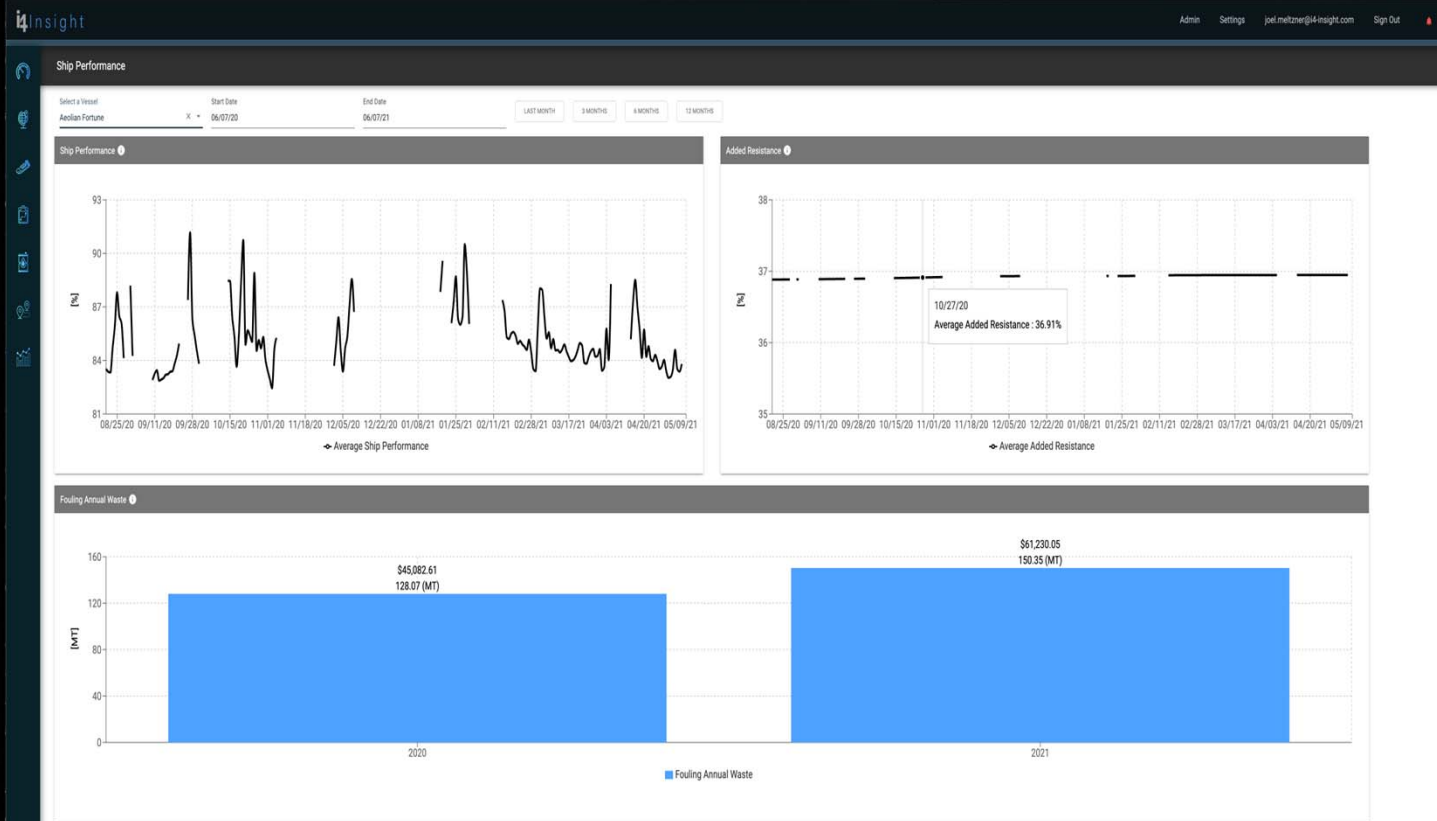 i4Insight
Admin Settings joel.meltzner@i4-insight.com Sign Out
Ship Performance
Select a Vessel Start Date End Date
Aeolian Fortune X 06/07/20 06/07/21 LAST MONTH 3 MONTHS 6 MONTHS 12 MONTHS
Ship Performance
93
90
87
84
81
[%]
08/25/20 09/11/20 09/28/20 10/15/20 11/01/20 11/18/20 12/05/20 12/22/20 01/08/21 01/25/21 02/11/21 02/28/21 03/17/21 04/03/21 04/20/21 05/09/21
Average Ship Performance
Added Resistance
38
37
36
35
[%]
10/27/20
Average Added Resistance : 36.91%
08/25/20 09/11/20 09/28/20 10/15/20 11/01/20 11/18/20 12/05/20 12/22/20 01/08/21 01/25/21 02/11/21 02/28/21 03/17/21 04/03/21 04/20/21 05/09/21
Average Added Resistance
Fouling Annual Waste
160
120
80
40
0
[MT]
$45,082.61
128.07 (MT)
$61,230.05
150.35 (MT)
2020 2021
Fouling Annual Waste